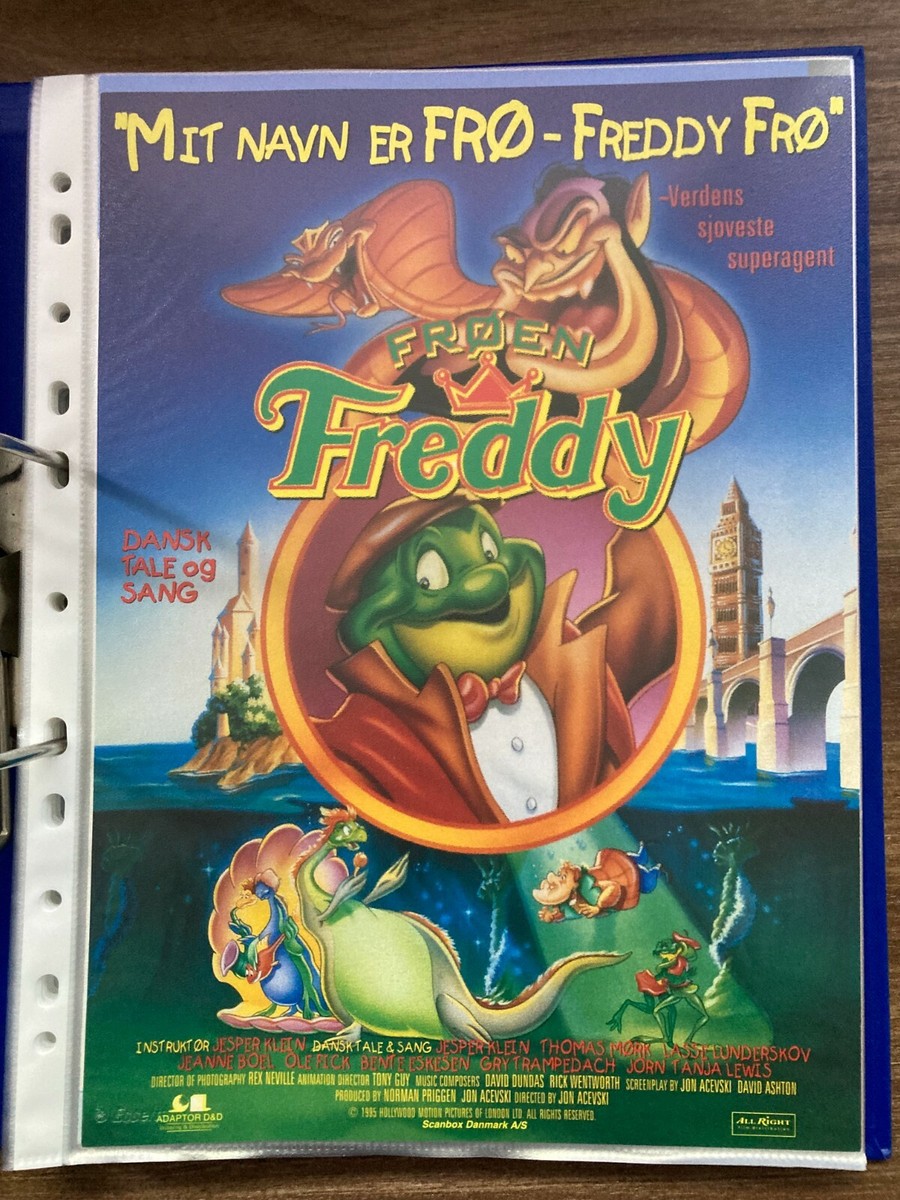 "MIT NAVN ER FRØ - FREDDY FRØ"
-Verdens
sjoveste
superagent
FRØEN
Freddy
DANSK
TALE og
SANG
INSTRUKTØR JESPER KLEIN DANSK TALE & SANG JESPER KLEIN THOMAS MØRK LASSE LUNDERSKOV
JEANNE BOEL OLE FICK BENTE ESKESEN GRY TRAMPEDACH JØRN TANJA LEWIS
DIRECTOR OF PHOTOGRAPHY REX NEVILLE ANIMATION DIRECTOR TONY GUY MUSIC COMPOSERS DAVID DUNDAS RICK WENTWORTH SCREENPLAY BY JON ACEVSKI DAVID ASHTON
PRODUCED BY NORMAN PRIGGEN JON ACEVSKI DIRECTED BY JON ACEVSKI
© 1995 HOLLYWOOD MOTION PICTURES OF LONDON LTD. ALL RIGHTS RESERVED.
Scanbox Danmark A/S
ADAPTOR D&D
Dubbing & Distribution
ALL RIGHT
FILM DISTRIBUTION